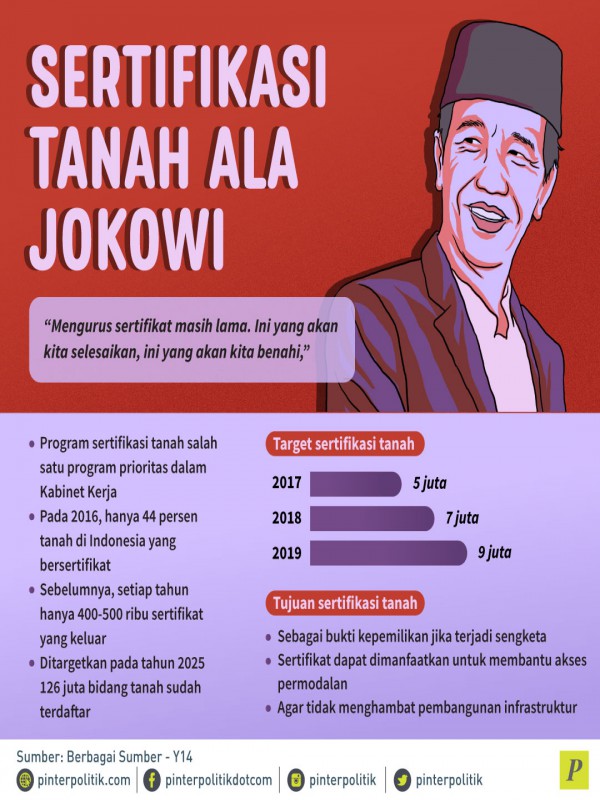 SERTIFIKASI
TANAH ALA
JOKOWI
“Mengurus sertifikat masih lama. Ini yang akan
kita selesaikan, ini yang akan kita benahi,”
• Program sertifikasi tanah salah
satu program prioritas dalam
Kabinet Kerja
• Pada 2016, hanya 44 persen
tanah di Indonesia yang
bersertifikat
• Sebelumnya, setiap tahun
hanya 400-500 ribu sertifikat
yang keluar
• Ditargetkan pada tahun 2025
126 juta bidang tanah sudah
terdaftar
Target sertifikasi tanah
2017 5 juta
2018 7 juta
2019 9 juta
Tujuan sertifikasi tanah
• Sebagai bukti kepemilikan jika terjadi sengketa
• Sertifikat dapat dimanfaatkan untuk membantu akses
permodalan
• Agar tidak menghambat pembangunan infrastruktur
Sumber: Berbagai Sumber - Y14
pinterpolitik.com pinterpolitikdotcom pinterpolitik pinterpolitik
P